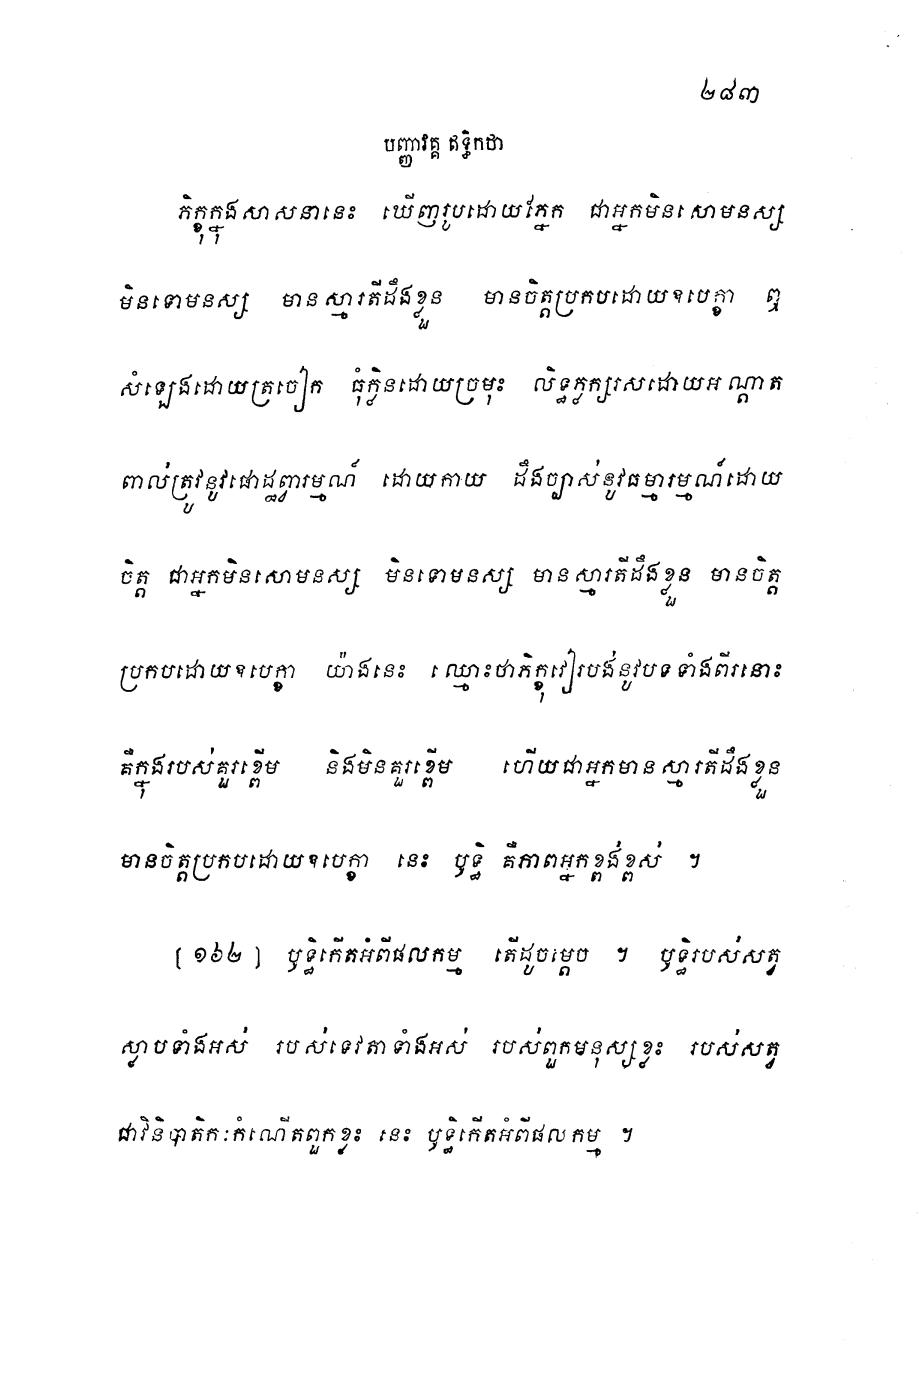 ២៨៣
បញ្ញាវគ្គ ឥទ្ធិកថា
ភិក្ខុក្នុងសាសនានេះ ឃើញរូបដោយភ្នែក ជាអ្នកមិនសោមនស្ស
មិនទោមនស្ស មានស្មារតីដឹងខ្លួន មានចិត្តប្រកបដោយឧបេក្ខា ឮ
សំឡេងដោយត្រចៀក ធុំក្លិនដោយច្រមុះ លិទ្ធភ្លក្សរសដោយអណ្តាត
ពាល់ត្រូវនូវផោដ្ឋព្វារម្មណ៍ ដោយកាយ ដឹងច្បាស់នូវធម្មារម្មណ៍ដោយ
ចិត្ត ជាអ្នកមិនសោមនស្ស មិនទោមនស្ស មានស្មារតីដឹងខ្លួន មានចិត្ត
ប្រកបដោយឧបេក្ខា យ៉ាងនេះ ឈ្មោះថាភិក្ខុវៀរបង់នូវបទទាំងពីរនោះ
គឺក្នុងរបស់គួរខ្ពើម និងមិនគួរខ្ពើម ហើយជាអ្នកមានស្មារតីដឹងខ្លួន
មានចិត្តប្រកបដោយឧបេក្ខា នេះ ឫទ្ធិ គឺភាពអ្នកខ្ពង់ខ្ពស់ ។
[ ១៦២ ] ឫទ្ធិកើតអំពីផលកម្ម តើដូចម្តេច ។ ឫទ្ធិរបស់សត្វ
ស្លាបទាំងអស់ របស់ទេវតាទាំងអស់ របស់ពួកមនុស្សខ្លះ របស់សត្វ
ជាវិនិបាតិកៈកំណើតពួកខ្លះ នេះ ឫទ្ធិកើតអំពីផលកម្ម ។